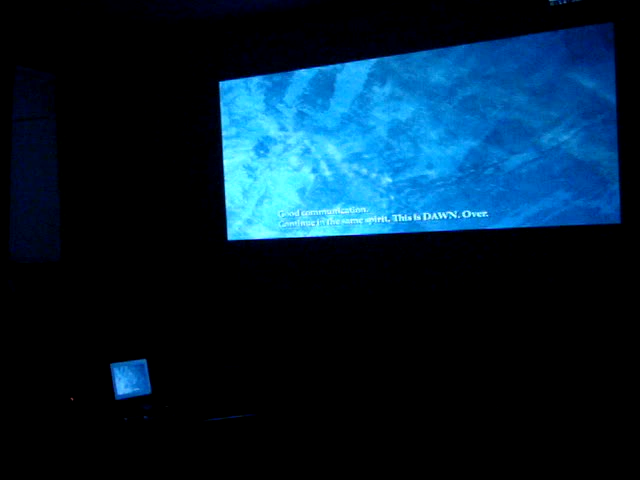 Good communication.
Continue in the same spirit. This is DAWN. Over.